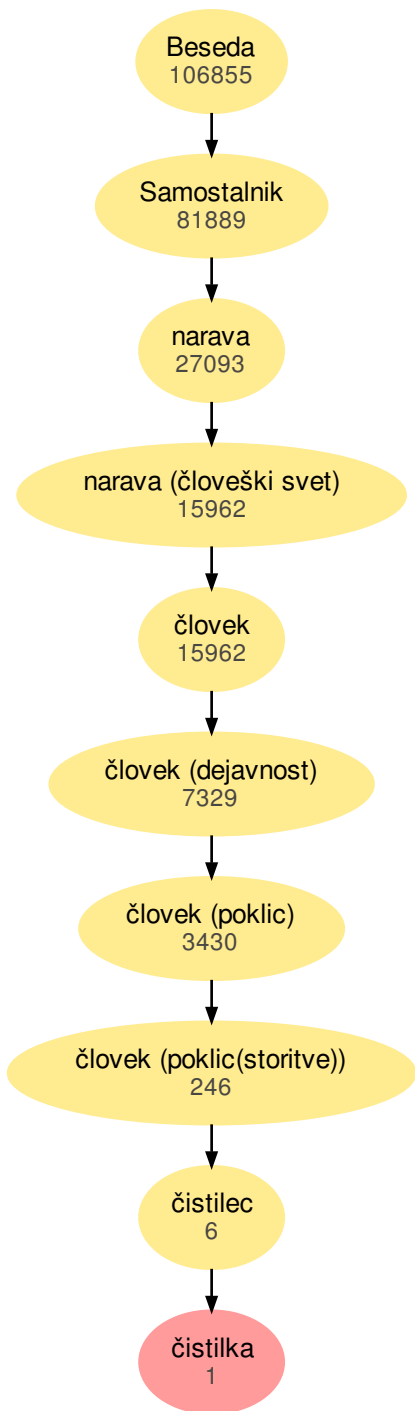 Beseda
106855
Samostalnik
81889
narava
27093
narava (človeški svet)
15962
človek
15962
človek (dejavnost)
7329
človek (poklic)
3430
človek (poklic(storitve))
246
čistilec
6
čistilka
1